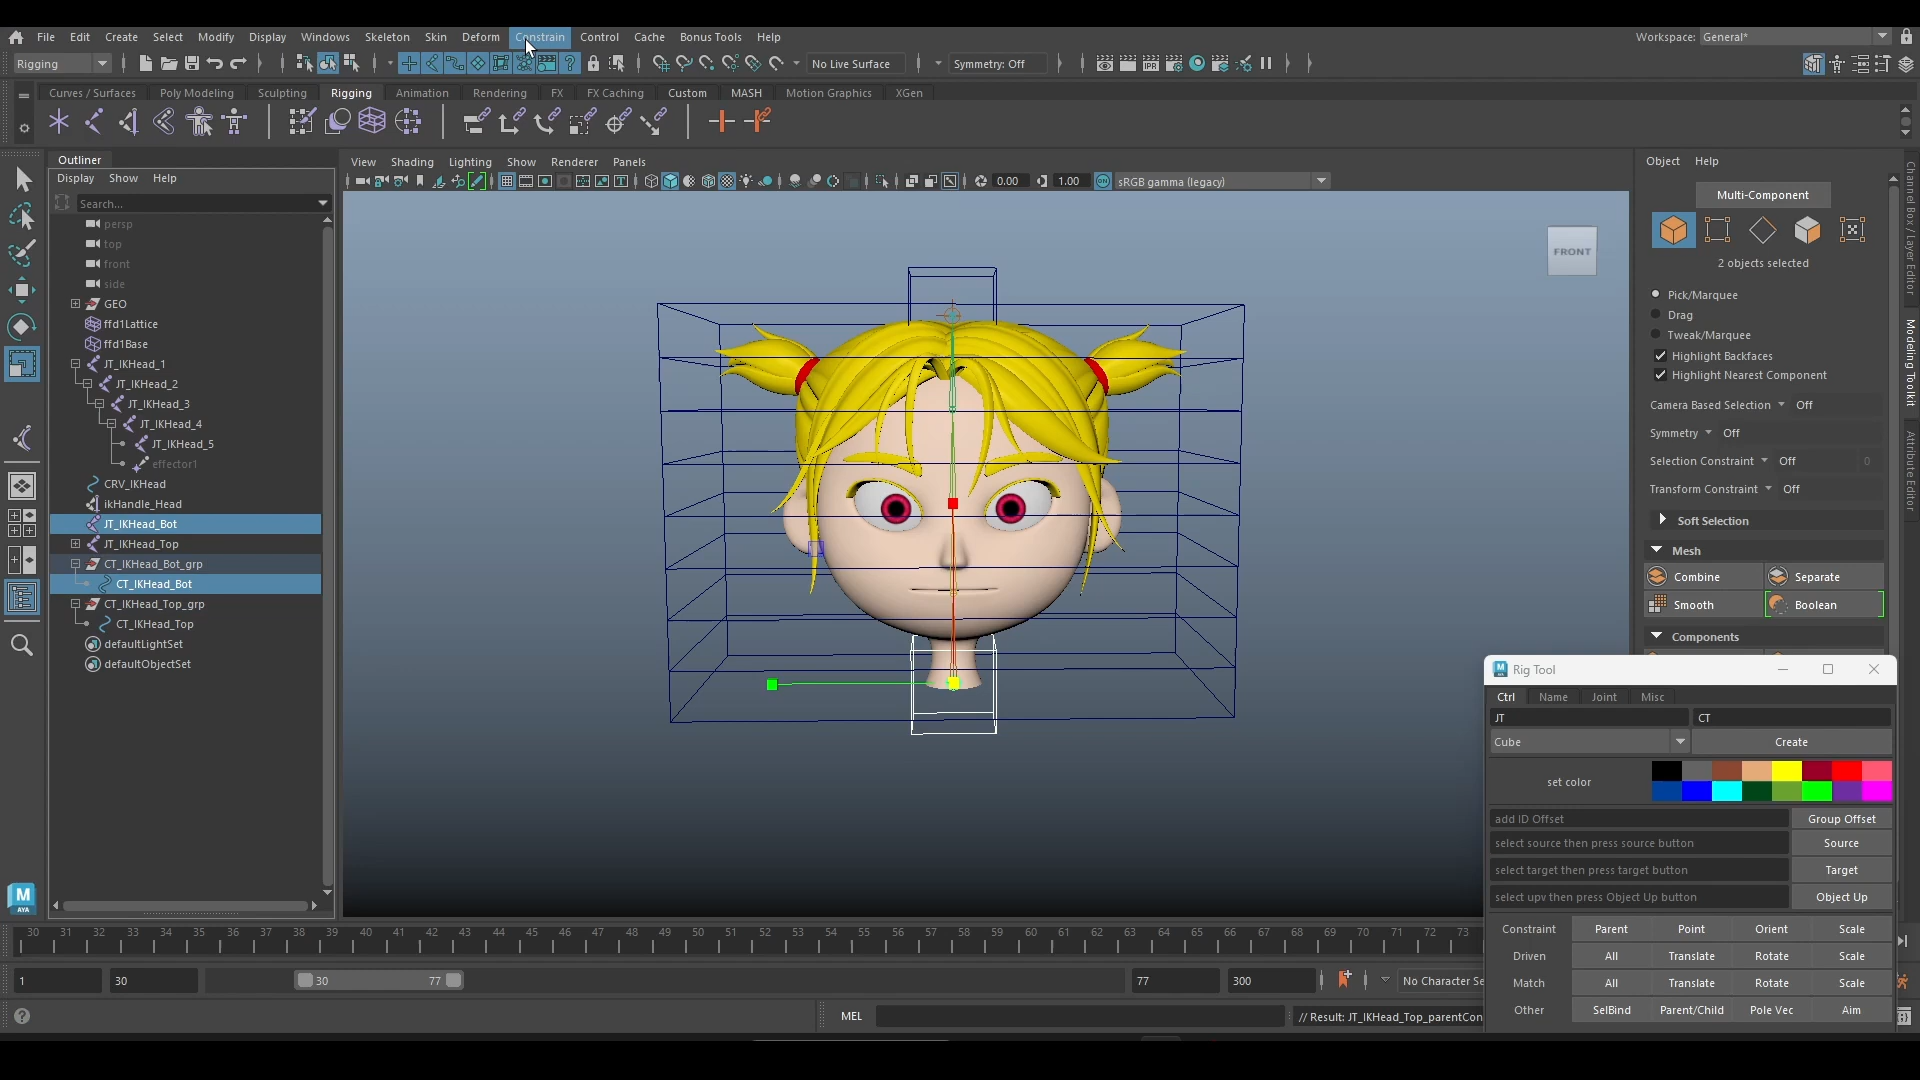 File Edit Create Select Modify Display Windows Skeleton Skin Deform Constrain Control Cache Bonus Tools Help
Workspace: General*
Rigging
No Live Surface
Symmetry: Off
IPR
Curves / Surfaces Poly Modeling Sculpting Rigging Animation Rendering FX FX Caching Custom MASH Motion Graphics XGen
Outliner
Display Show Help
Search...
persp
top
front
side
GEO
ffd1Lattice
ffd1Base
JT_IKHead_1
JT_IKHead_2
JT_IKHead_3
JT_IKHead_4
JT_IKHead_5
effector1
CRV_IKHead
ikHandle_Head
JT_IKHead_Bot
JT_IKHead_Top
CT_IKHead_Bot_grp
CT_IKHead_Bot
CT_IKHead_Top_grp
CT_IKHead_Top
defaultLightSet
defaultObjectSet
View Shading Lighting Show Renderer Panels
0.00
1.00
ON
sRGB gamma (legacy)
FRONT
Object Help
Multi-Component
2 objects selected
Pick/Marquee
Drag
Tweak/Marquee
Highlight Backfaces
Highlight Nearest Component
Camera Based Selection Off
Symmetry Off
Selection Constraint Off 0
Transform Constraint Off
Soft Selection
Mesh
Combine Separate
Smooth Boolean
Components
Channel Box / Layer Editor
Modeling Toolkit
Attribute Editor
Rig Tool
Ctrl Name Joint Misc
JT CT
Cube Create
set color
add ID Offset Group Offset
select source then press source button Source
select target then press target button Target
select upv then press Object Up button Object Up
Constraint Parent Point Orient Scale
Driven All Translate Rotate Scale
Match All Translate Rotate Scale
Other SelBind Parent/Child Pole Vec Aim
M
AYA
30 31 32 33 34 35 36 37 38 39 40 41 42 43 44 45 46 47 48 49 50 51 52 53 54 55 56 57 58 59 60 61 62 63 64 65 66 67 68 69 70 71 72 73
1 30 30 77 77 300 No Character Se
MEL
// Result: JT_IKHead_Top_parentCon